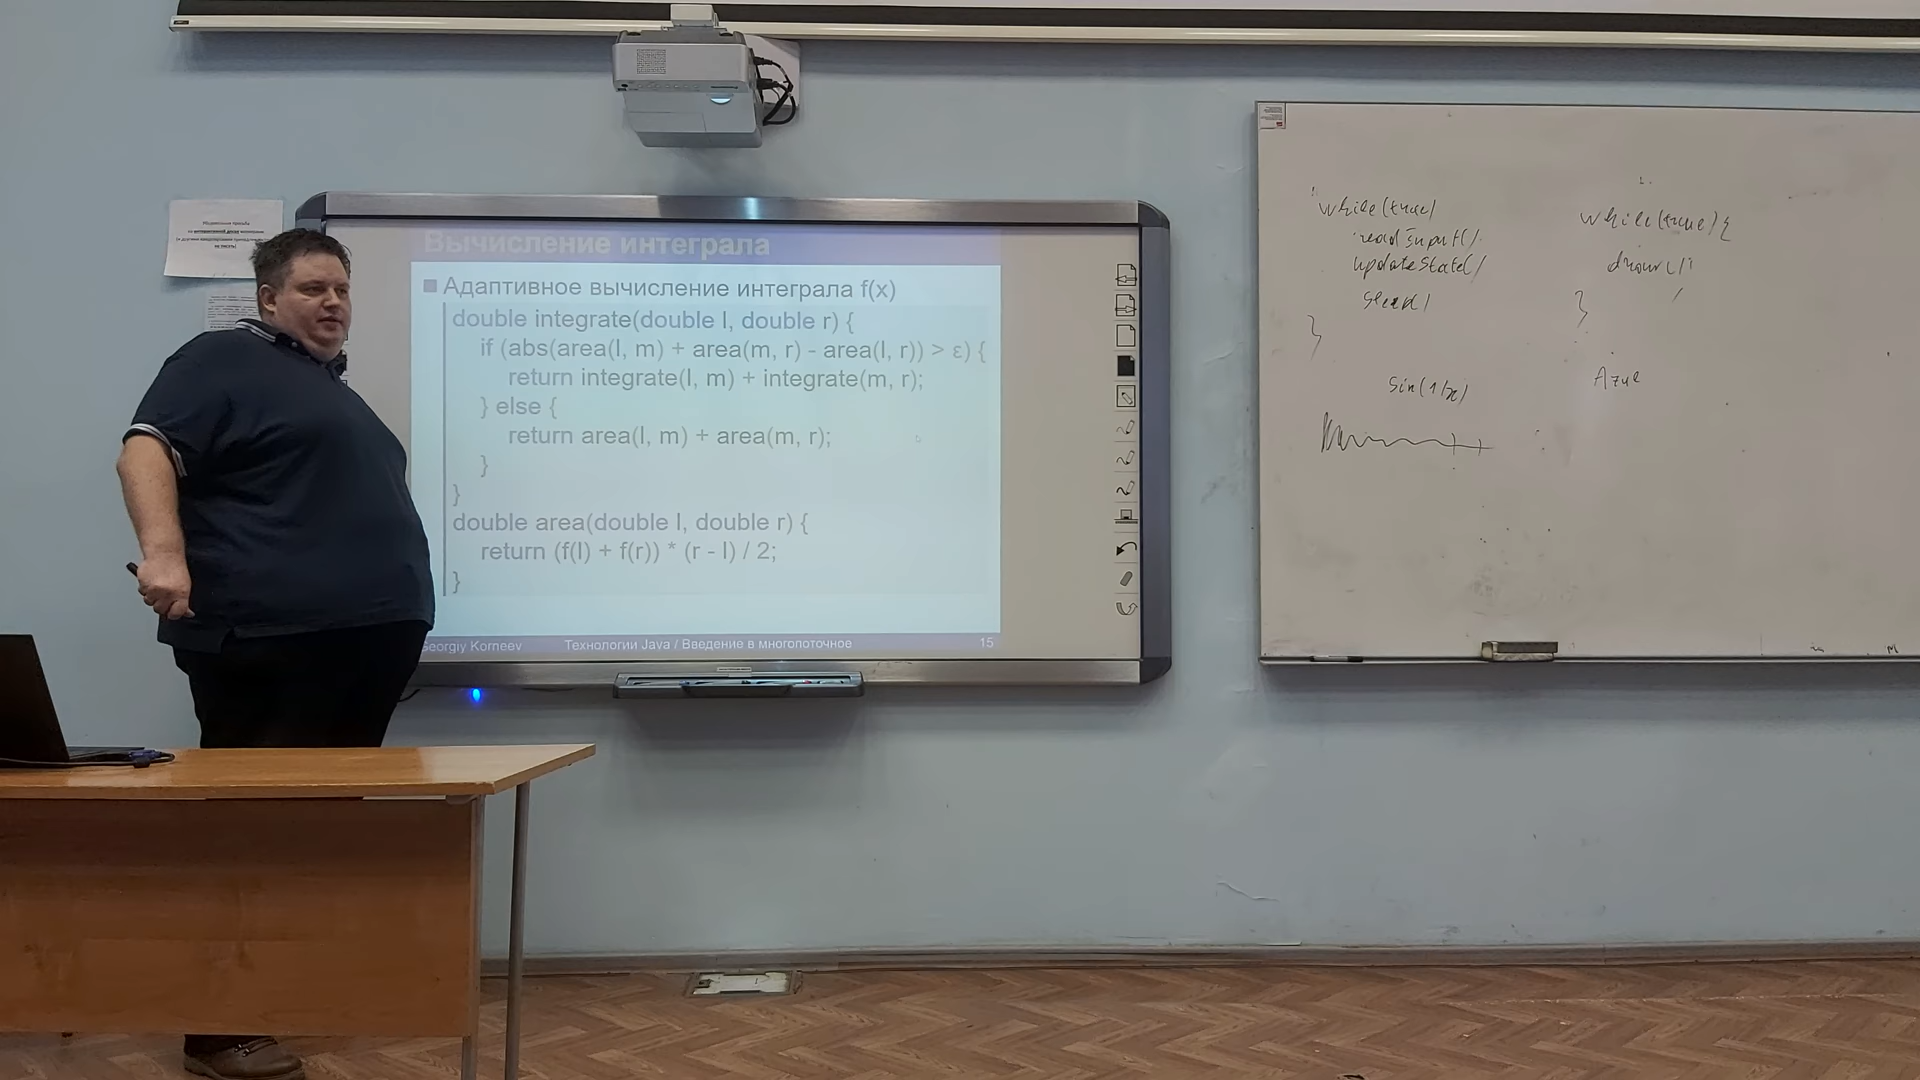 Вычисление интеграла
Адаптивное вычисление интеграла f(x)
double integrate(double l, double r) {
if (abs(area(l, m) + area(m, r) - area(l, r)) > ε) {
return integrate(l, m) + integrate(m, r);
} else {
return area(l, m) + area(m, r);
}
}
double area(double l, double r) {
return (f(l) + f(r)) * (r - l) / 2;
}
Georgiy Korneev Технологии Java / Введение в многопоточное 15
while(true)
readInput()
updateState()
}
sin(1/x)
while(true){
}
Azul